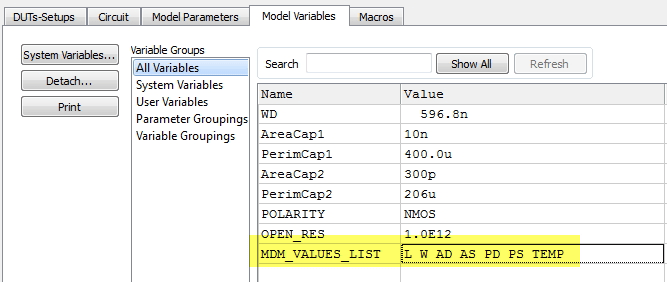 DUTs-Setups Circuit Model Parameters Model Variables Macros
System Variables...
Detach...
Print
Variable Groups
All Variables
System Variables
User Variables
Parameter Groupings
Variable Groupings
Search Show All Refresh
Name Value
WD 596.8n
AreaCap1 10n
PerimCap1 400.0u
AreaCap2 300p
PerimCap2 206u
POLARITY NMOS
OPEN_RES 1.0E12
MDM_VALUES_LIST L W AD AS PD PS TEMP